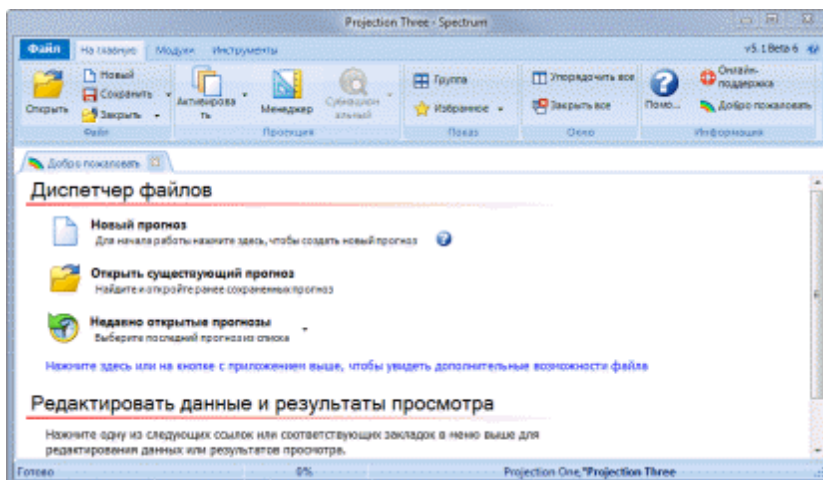 Projection Three - Spectrum
Файл На главную Модули Инструменты v5.1 Beta 6
Открыть Новый Сохранить Закрыть Активировать Менеджер Группа Избранное Упорядочить все Закрыть все Помо... Онлайн-поддержка Добро пожаловать
Файл Проекция Показ Окно Информация
Добро пожаловать
Диспетчер файлов
Новый прогноз
Для начала работы нажмите здесь, чтобы создать новый прогноз
Открыть существующий прогноз
Найдите и откройте ранее сохраненных прогноз
Недавно открытые прогнозы
Выберите последний прогноз из списка
Нажмите здесь или на кнопке с приложением выше, чтобы увидеть дополнительные возможности файла
Редактировать данные и результаты просмотра
Нажмите одну из следующих ссылок или соответствующих закладок в меню выше для
редактирования данных или результатов просмотра.
Готово 0% Projection One,*Projection Three